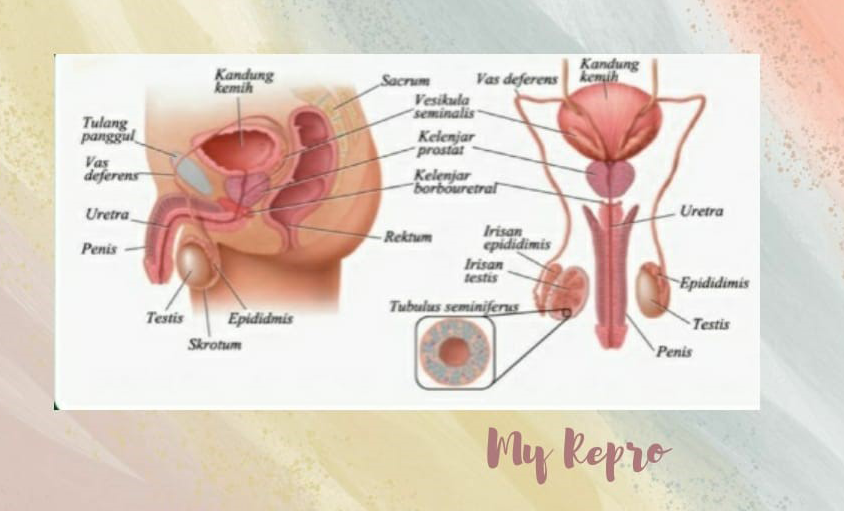 Kandung
kemih
Sacrum
Tulang
panggul
Vas
deferens
Uretra
Penis
Testis
Epididmis
Skrotum
Rektum
Vesikula
seminalis
Kelenjar
prostat
Kelenjar
borbouretral
Vas deferens
Kandung
kemih
Uretra
Irisan
epididimis
Irisan
testis
Tubulus seminiferus
Epididimis
Testis
Penis
My Repro